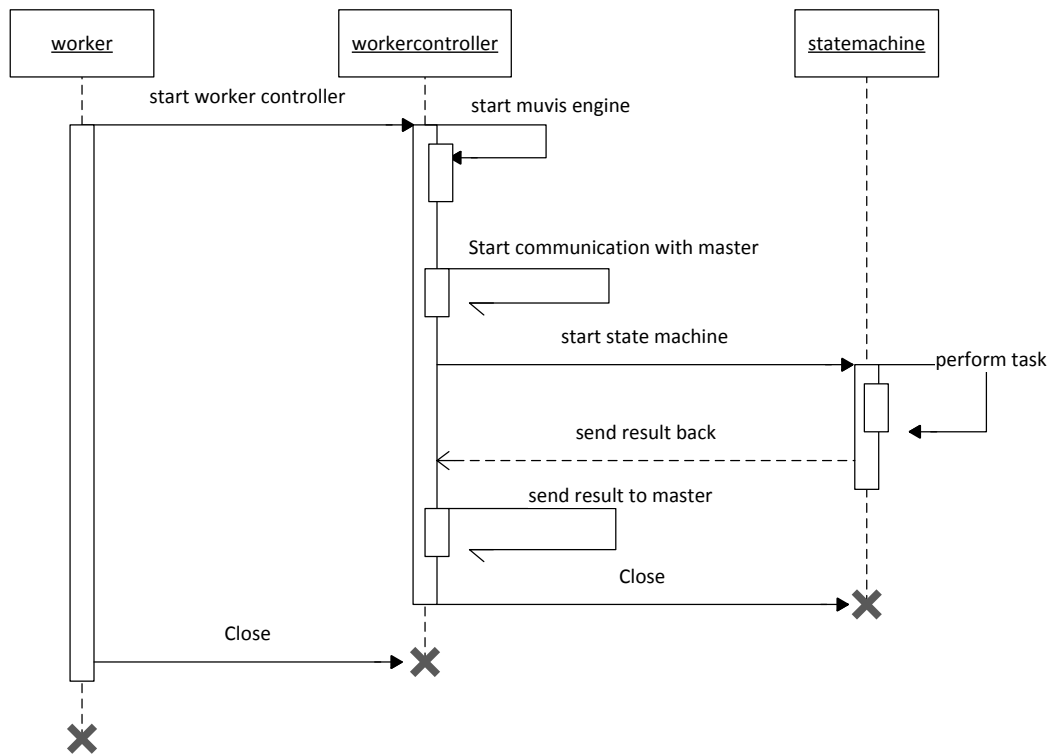 worker
workercontroller
statemachine
start worker controller
start muvis engine
Start communication with master
start state machine
perform task
send result back
send result to master
Close
Close